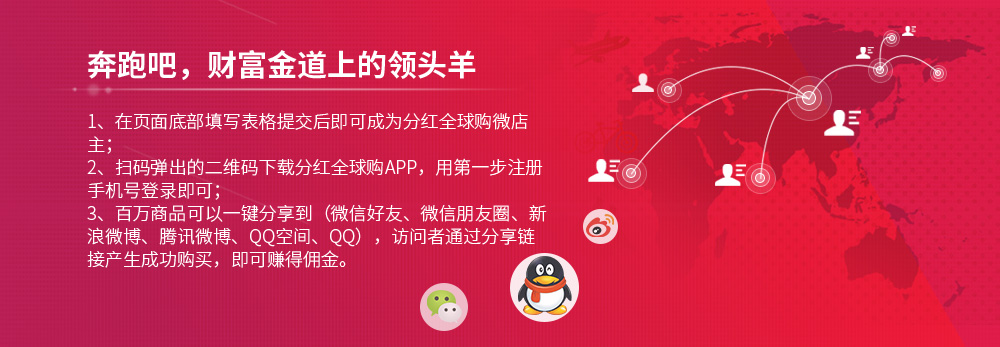 奔跑吧，财富金道上的领头羊
1、在页面底部填写表格提交后即可成为分红全球购微店
主；
2、扫码弹出的二维码下载分红全球购APP，用第一步注册
手机号登录即可；
3、百万商品可以一键分享到（微信好友、微信朋友圈、新
浪微博、腾讯微博、QQ空间、QQ），访问者通过分享链
接产生成功购买，即可赚得佣金。